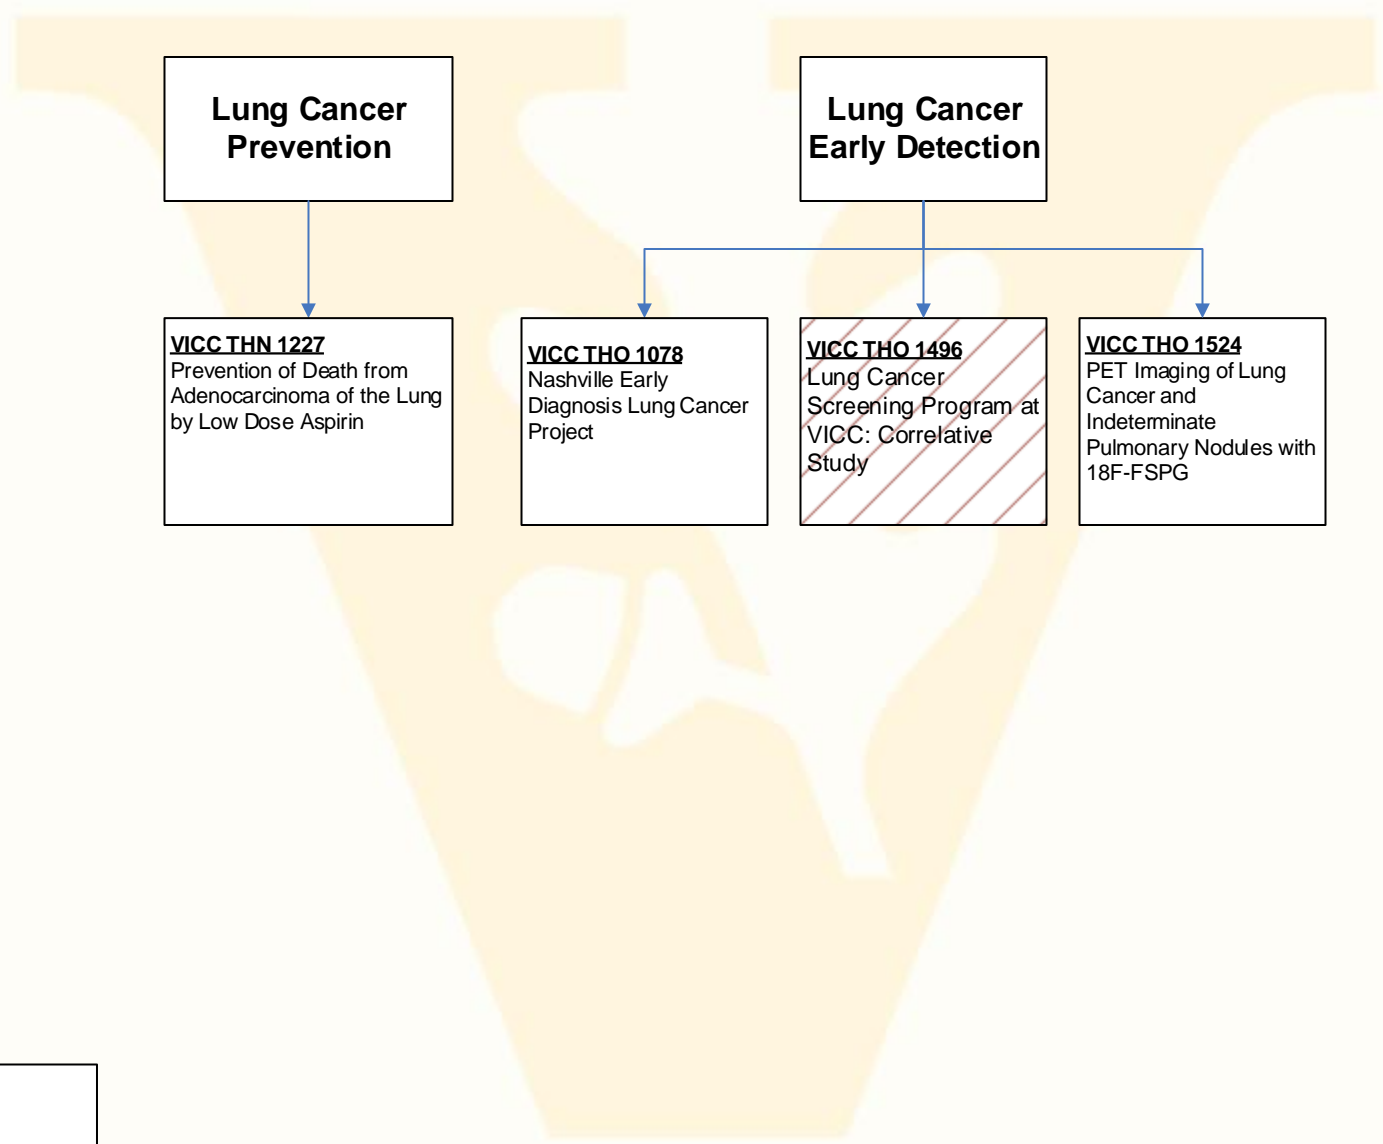 Lung Cancer
Prevention
Lung Cancer
Early Detection
VICC THN 1227
Prevention of Death from
Adenocarcinoma of the Lung
by Low Dose Aspirin
VICC THO 1078
Nashville Early
Diagnosis Lung Cancer
Project
VICC THO 1496
Lung Cancer
Screening Program at
VICC: Correlative
Study
VICC THO 1524
PET Imaging of Lung
Cancer and
Indeterminate
Pulmonary Nodules with
18F-FSPG